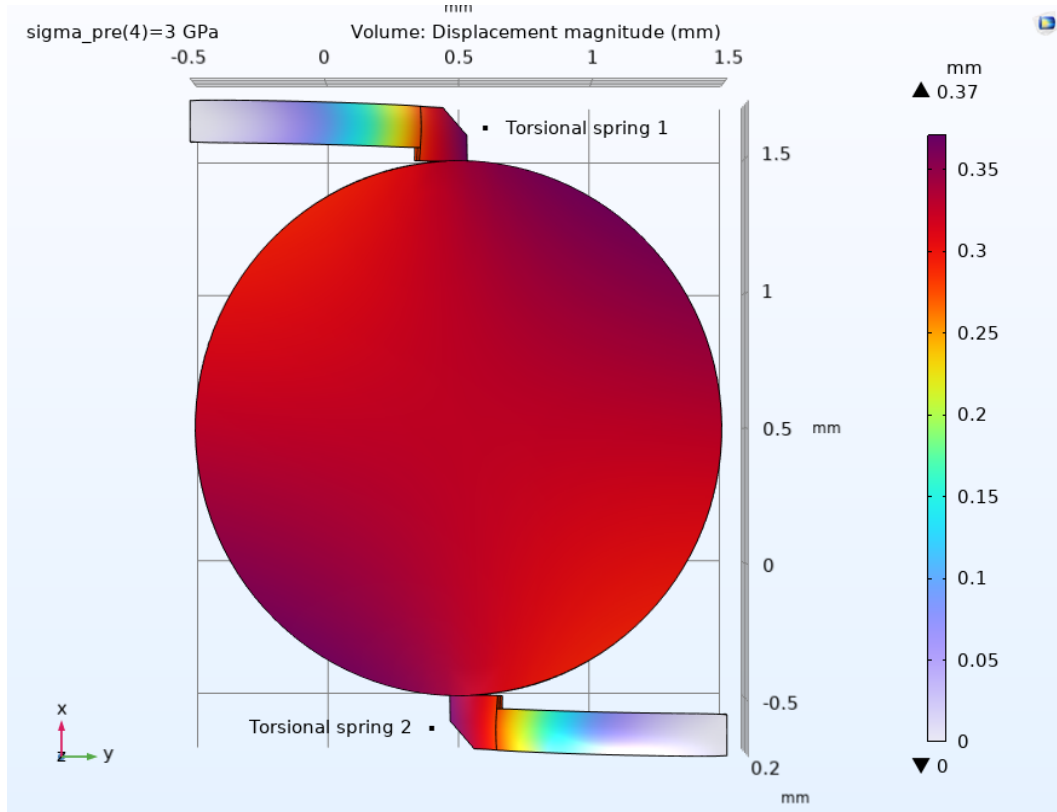 mm
sigma_pre(4)=3 GPa
Volume: Displacement magnitude (mm)
-0.5 0 0.5 1 1.5
mm
0.37
Torsional spring 1
1.5
0.35
0.3
1
0.25
0.5 mm
0.2
0.15
0
0.1
0.05
-0.5
Torsional spring 2
0
0
x
y
z
0.2
mm